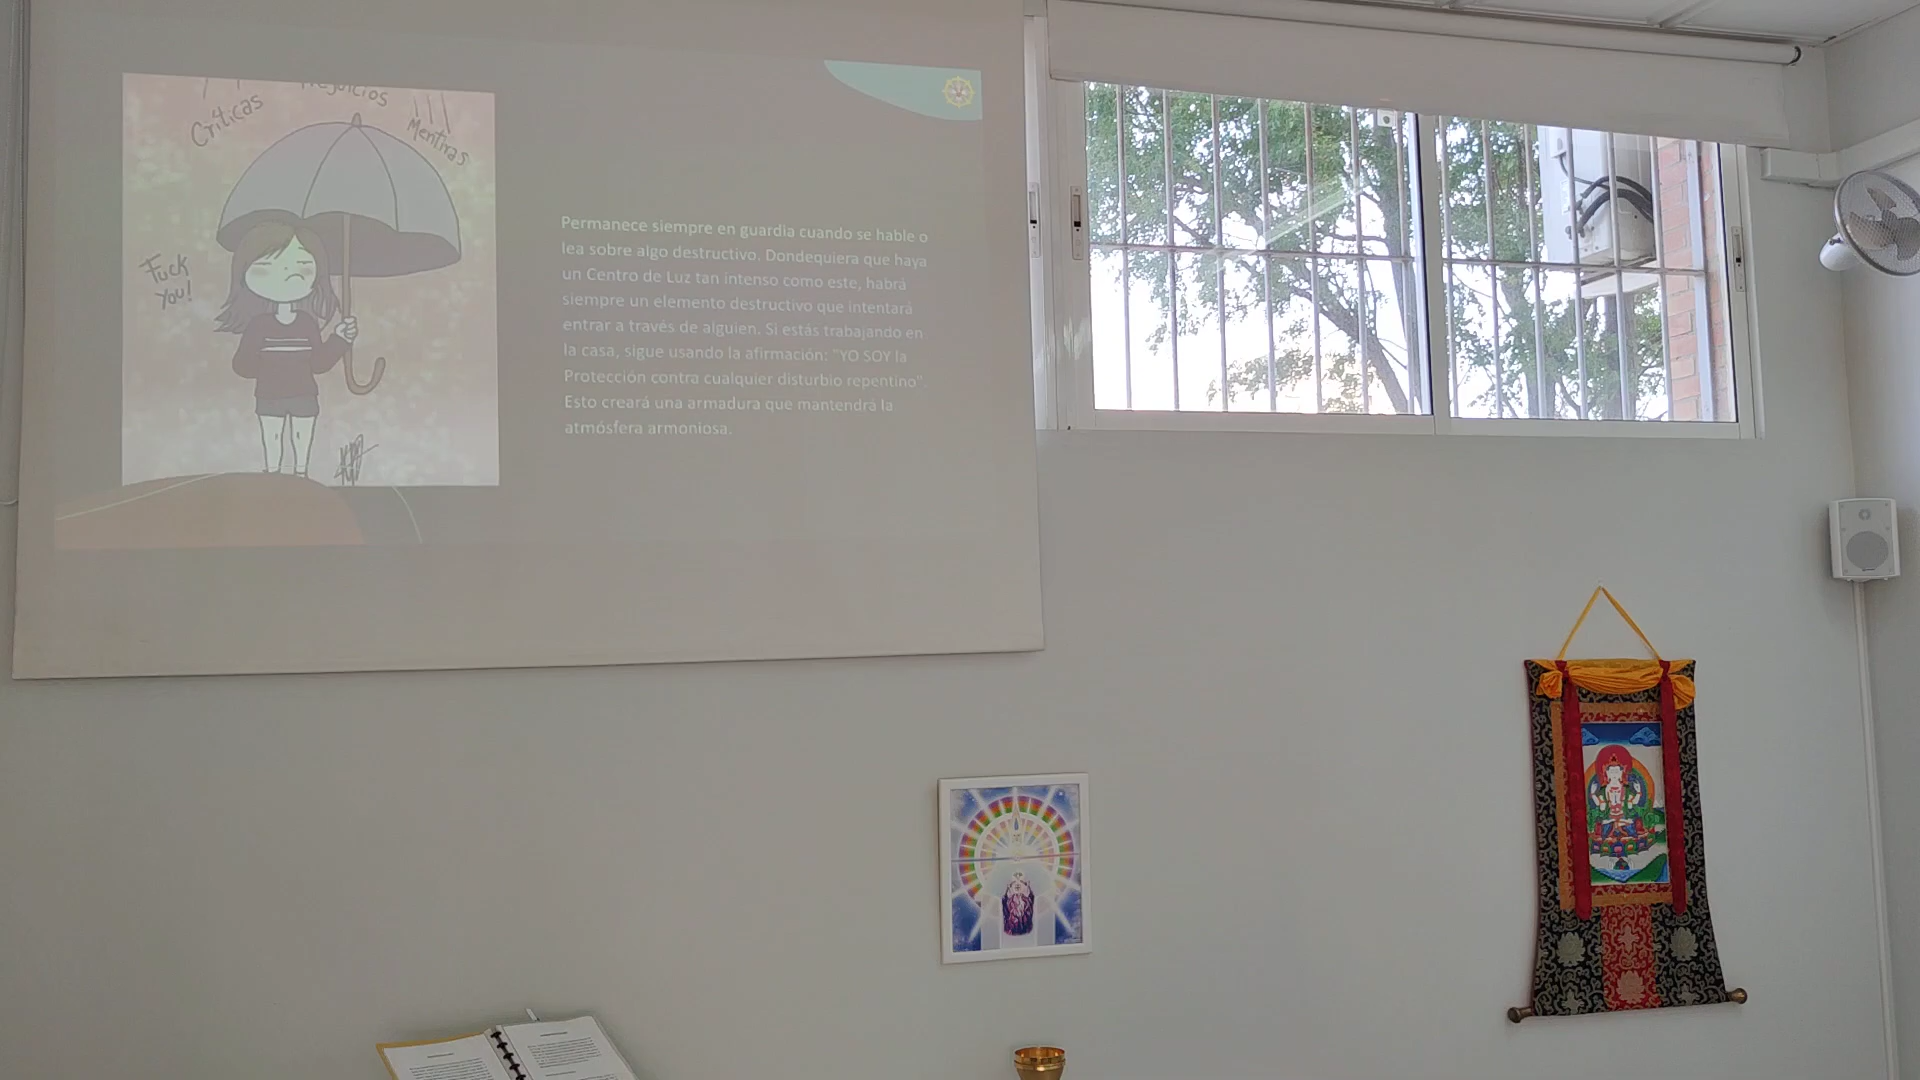 Críticas
Mentiras
Fuck
You!
Permanece siempre en guardia cuando se hable o
lea sobre algo destructivo. Dondequiera que haya
un Centro de Luz tan intenso como este, habrá
siempre un elemento destructivo que intentará
entrar a través de alguien. Si estás trabajando en
la casa, sigue usando la afirmación: "YO SOY la
Protección contra cualquier disturbio repentino".
Esto creará una armadura que mantendrá la
atmósfera armoniosa.